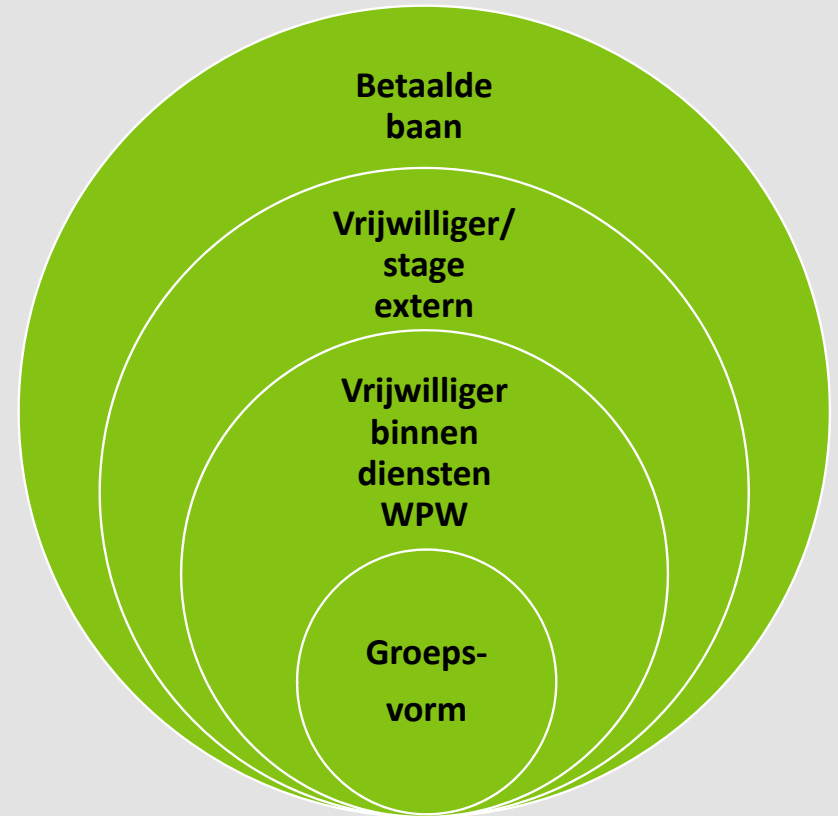 Betaalde
baan
Vrijwilliger/
stage
extern
Vrijwilliger
binnen
diensten
WPW
Groeps-
vorm